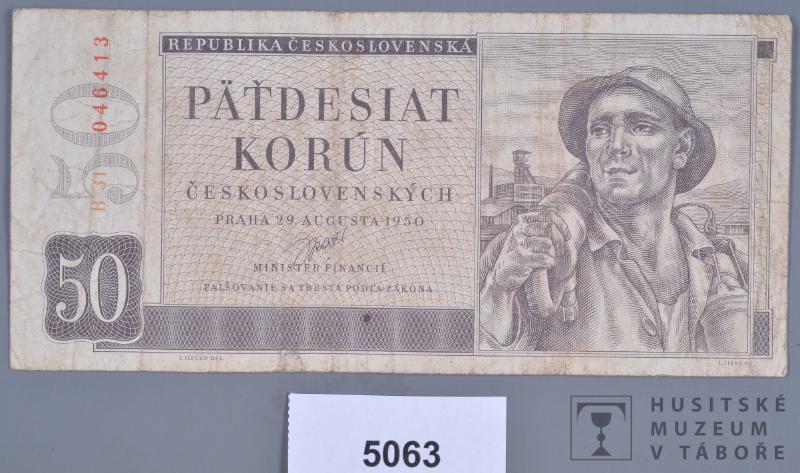 REPUBLIKA ČESKOSLOVENSKÁ
PÄŤDESIAT
KORÚN
ČESKOSLOVENSKÝCH
PRAHA 29. AUGUSTA 1950
MINISTER FINANCIÍ
FALŠOVANIE SA TRESTÁ PODĽA ZÁKONA
50
B 31 046413
50
5063
HUSITSKÉ
MUZEUM
V TÁBOŘE